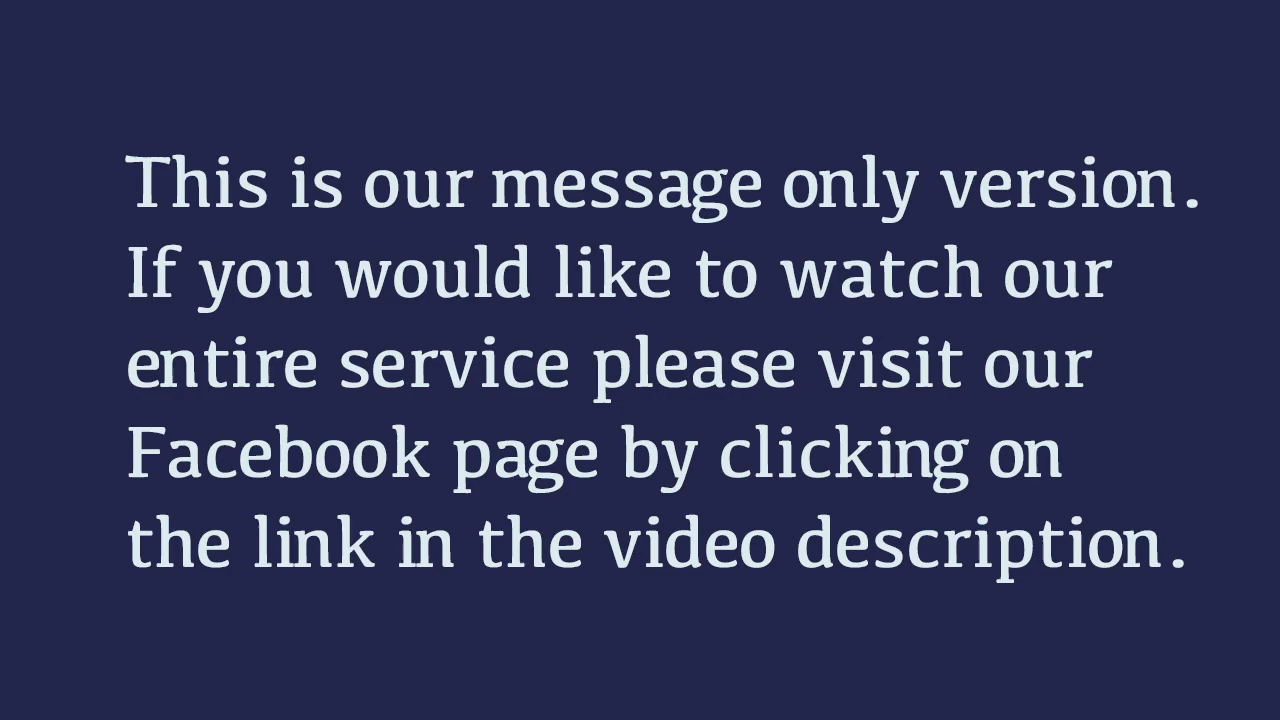 This is our message only version.
If you would like to watch our
entire service please visit our
Facebook page by clicking on
the link in the video description.